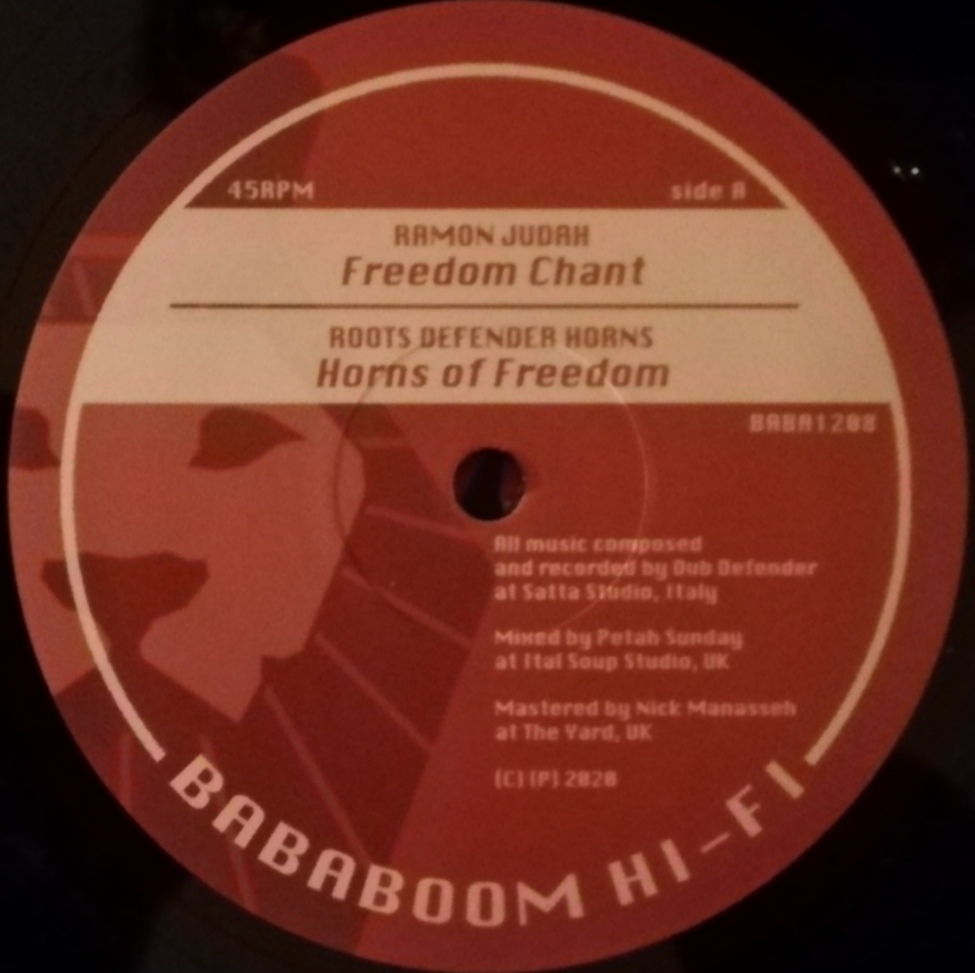 45RPM side A
RAMON JUDAH
Freedom Chant
ROOTS DEFENDER HORNS
Horns of Freedom
BABA1208
All music composed
and recorded by Dub Defender
at Satta Studio, Italy
Mixed by Petah Sunday
at Ital Soup Studio, UK
Mastered by Nick Manasseh
at The Yard, UK
(C) (P) 2020
BABABOOM HI-FI